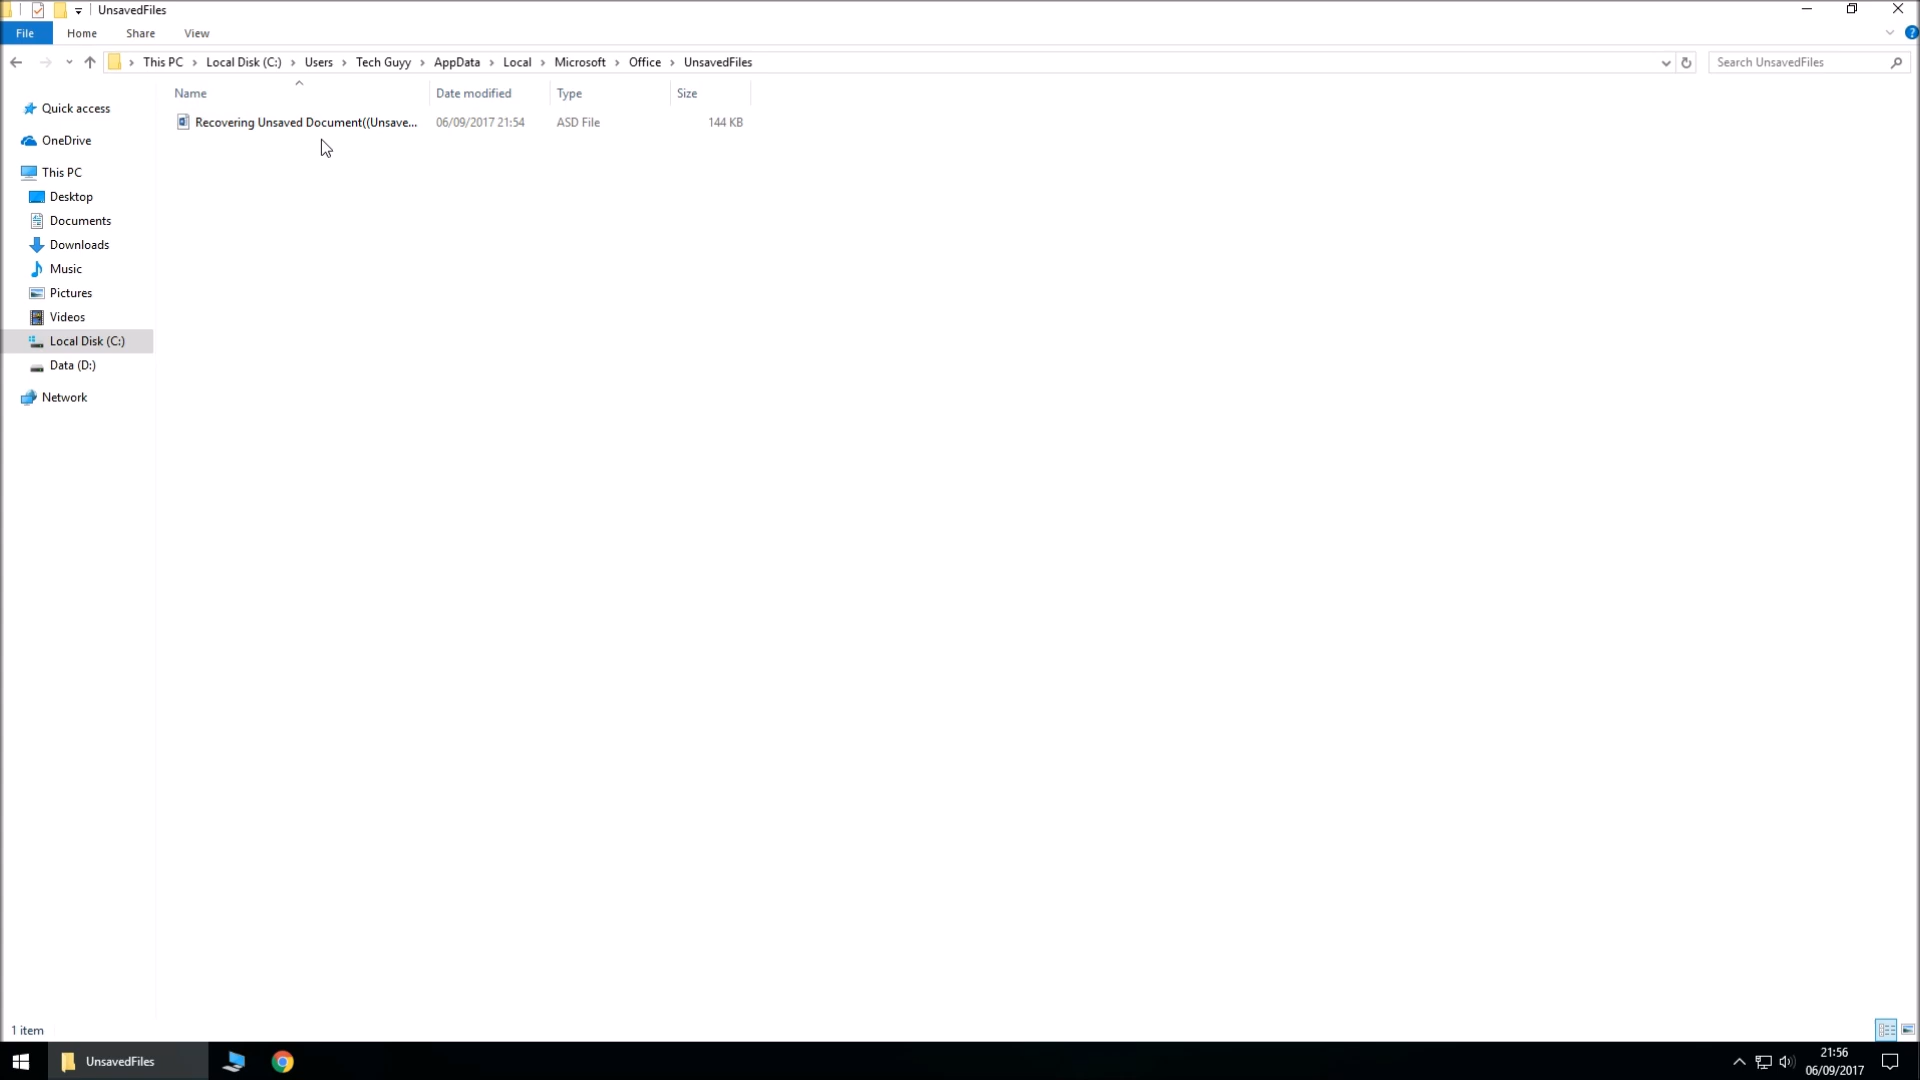 UnsavedFiles
File Home Share View
This PC Local Disk (C:) Users Tech Guyy AppData Local Microsoft Office UnsavedFiles
Search UnsavedFiles
Name Date modified Type Size
Recovering Unsaved Document((Unsave... 06/09/2017 21:54 ASD File 144 KB
Quick access
OneDrive
This PC
Desktop
Documents
Downloads
Music
Pictures
Videos
Local Disk (C:)
Data (D:)
Network
1 item
UnsavedFiles
21:56
06/09/2017